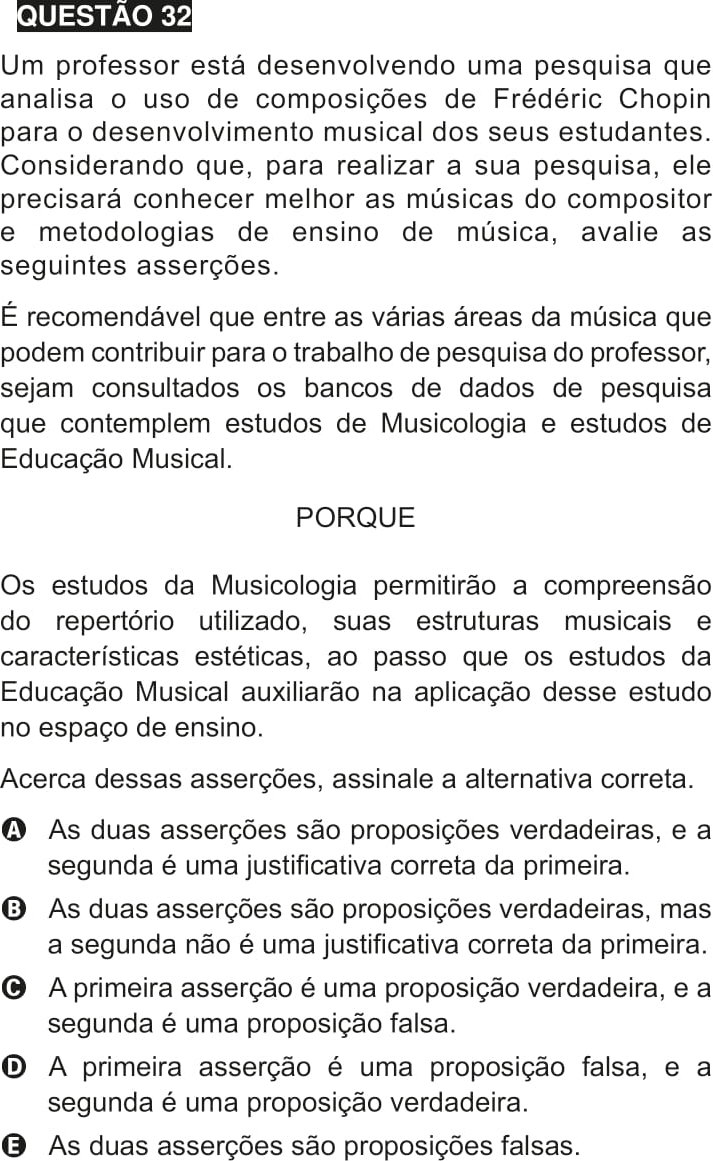 QUESTÃO 32
Um professor está desenvolvendo uma pesquisa que
analisa o uso de composições de Frédéric Chopin
para o desenvolvimento musical dos seus estudantes.
Considerando que, para realizar a sua pesquisa, ele
precisará conhecer melhor as músicas do compositor
e metodologias de ensino de música, avalie as
seguintes asserções.
É recomendável que entre as várias áreas da música que
podem contribuir para o trabalho de pesquisa do professor,
sejam consultados os bancos de dados de pesquisa
que contemplem estudos de Musicologia e estudos de
Educação Musical.
PORQUE
Os estudos da Musicologia permitirão a compreensão
do repertório utilizado, suas estruturas musicais e
características estéticas, ao passo que os estudos da
Educação Musical auxiliarão na aplicação desse estudo
no espaço de ensino.
Acerca dessas asserções, assinale a alternativa correta.
A As duas asserções são proposições verdadeiras, e a
segunda é uma justificativa correta da primeira.
B As duas asserções são proposições verdadeiras, mas
a segunda não é uma justificativa correta da primeira.
C A primeira asserção é uma proposição verdadeira, e a
segunda é uma proposição falsa.
D A primeira asserção é uma proposição falsa, e a
segunda é uma proposição verdadeira.
E As duas asserções são proposições falsas.